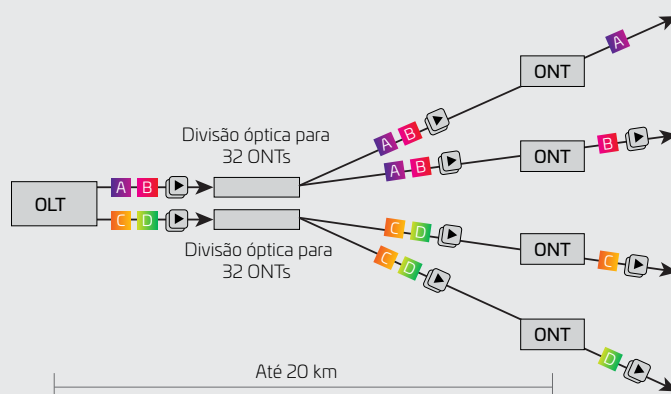 A
ONT
Divisão óptica para
32 ONTs
A B
B
ONT
A B
A B
OLT
C D
C D
ONT
C
Divisão óptica para
32 ONTs
C D
ONT
D
Até 20 km